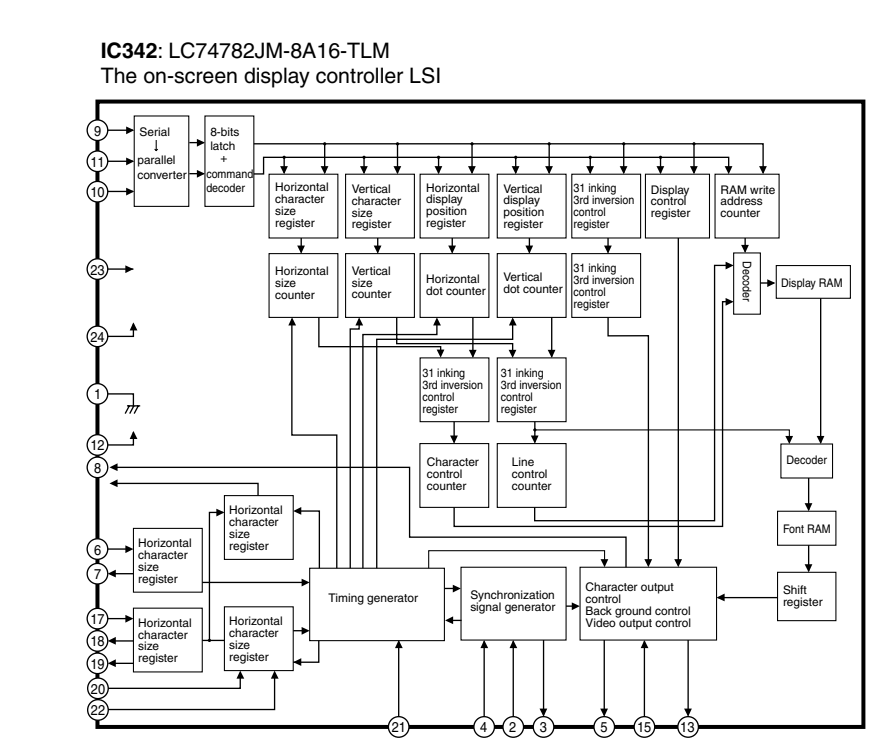 IC342: LC74782JM-8A16-TLM
The on-screen display controller LSI
9
11
10
23
24
1
12
8
6
7
17
18
19
20
22
Serial
↓
parallel
converter
8-bits
latch
+
command
decoder
Horizontal
character
size
register
Vertical
character
size
register
Horizontal
display
position
register
Vertical
display
position
register
31 inking
3rd inversion
control
register
Display
control
register
RAM write
address
counter
Horizontal
size
counter
Vertical
size
counter
Horizontal
dot counter
Vertical
dot counter
31 inking
3rd inversion
control
register
Decoder
Display RAM
31 inking
3rd inversion
control
register
31 inking
3rd inversion
control
register
Character
control
counter
Line
control
counter
Decoder
Font RAM
Shift
register
Horizontal
character
size
register
Horizontal
character
size
register
Horizontal
character
size
register
Horizontal
character
size
register
Timing generator
Synchronization
signal generator
Character output
control
Back ground control
Video output control
21
4
2
3
5
15
13